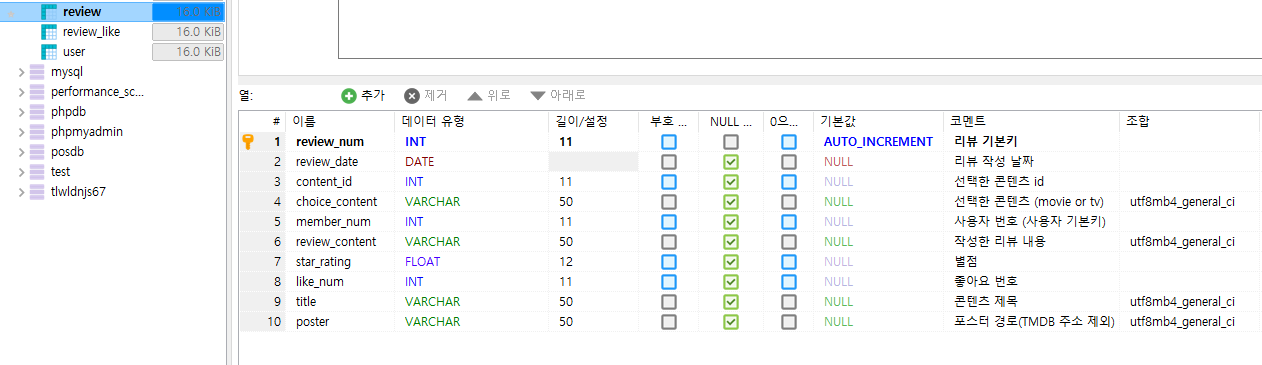 review 16.0 KiB
review_like 16.0 KiB
user 16.0 KiB
mysql
performance_sc...
phpdb
phpmyadmin
posdb
test
tlwldnjs67
열: 추가 제거 위로 아래로
# 이름 데이터 유형 길이/설정 부호 ... NULL ... 0으... 기본값 코멘트 조합
1 review_num INT 11 AUTO_INCREMENT 리뷰 기본키
2 review_date DATE NULL 리뷰 작성 날짜
3 content_id INT 11 NULL 선택한 콘텐츠 id
4 choice_content VARCHAR 50 NULL 선택한 콘텐츠 (movie or tv) utf8mb4_general_ci
5 member_num INT 11 NULL 사용자 번호 (사용자 기본키)
6 review_content VARCHAR 50 NULL 작성한 리뷰 내용 utf8mb4_general_ci
7 star_rating FLOAT 12 NULL 별점
8 like_num INT 11 NULL 좋아요 번호
9 title VARCHAR 50 NULL 콘텐츠 제목 utf8mb4_general_ci
10 poster VARCHAR 50 NULL 포스터 경로(TMDB 주소 제외) utf8mb4_general_ci